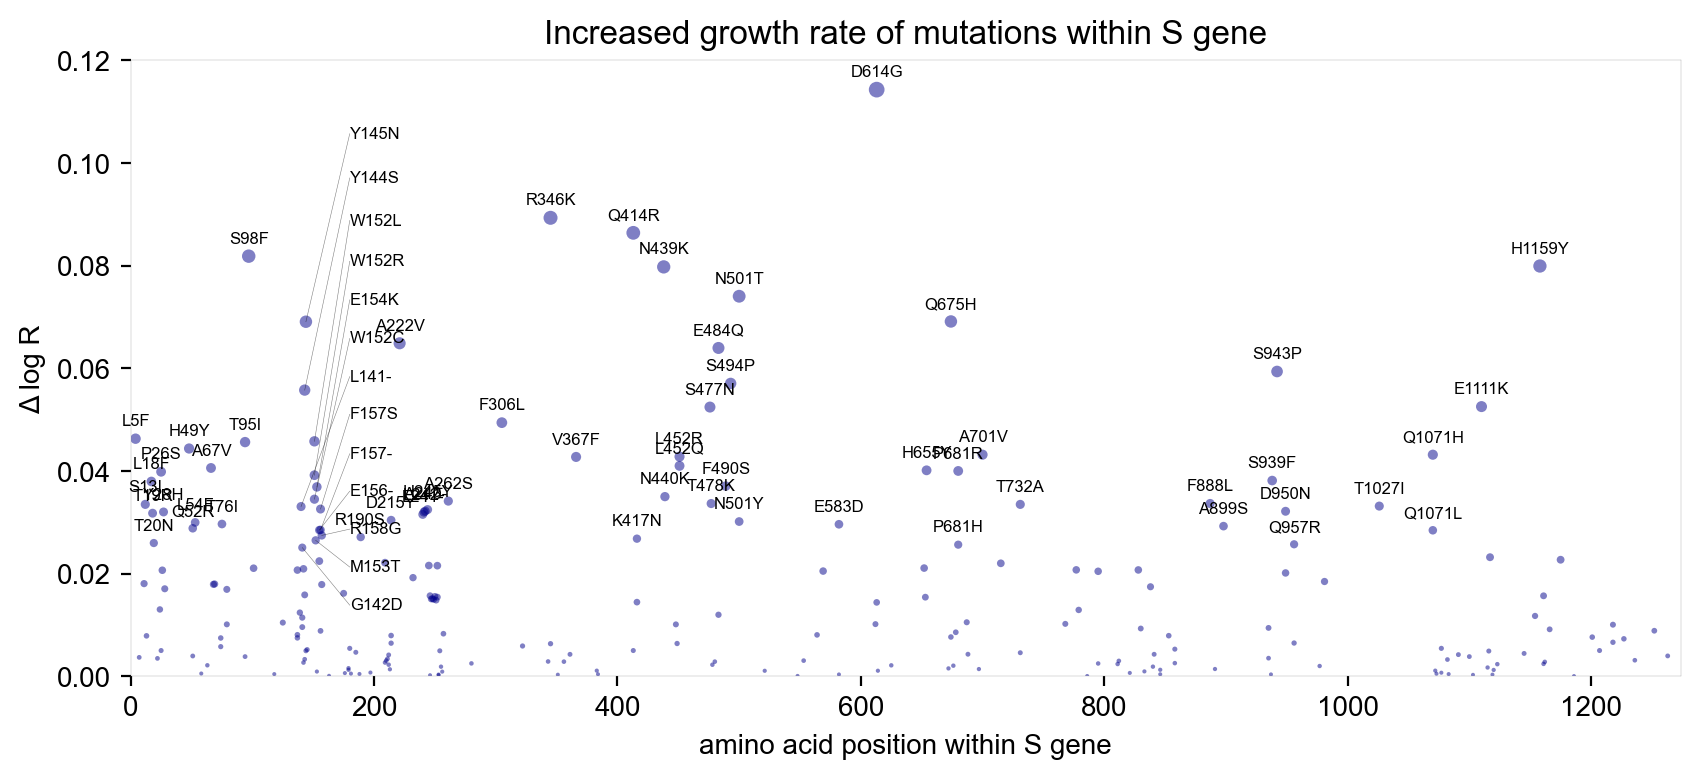 Increased growth rate of mutations within S gene
Δ log R
0.12
0.10
0.08
0.06
0.04
0.02
0.00
D614G
Y145N
Y144S
W152L
W152R
E154K
W152C
L141-
F157S
F157-
E156-
R158G
M153T
G142D
S98F
R346K
Q414R
N439K
N501T
H1159Y
Q675H
A222V
E484Q
S494P
S477N
S943P
E1111K
F306L
L5F
H49Y
T95I
P26S
A67V
L18F
S13I
T19R
T20N
L54F
Q52R
T76I
A262S
D215Y
R190S
V367F
L452R
L452Q
F490S
N440K
T478K
N501Y
K417N
E583D
H655Y
P681R
A701V
T732A
P681H
F888L
A899S
S939F
D950N
Q957R
Q1071H
T1027I
Q1071L
0 200 400 600 800 1000 1200
amino acid position within S gene